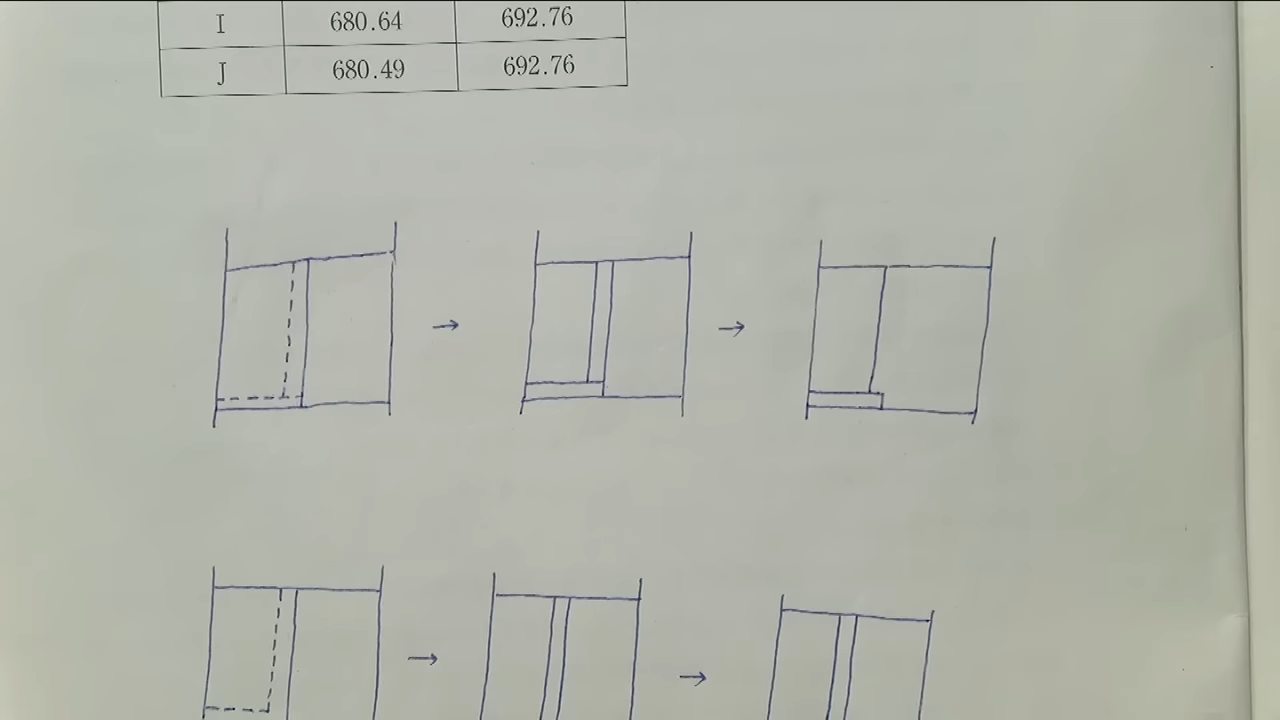 I 680.64 692.76
J 680.49 692.76
→ →
→ →